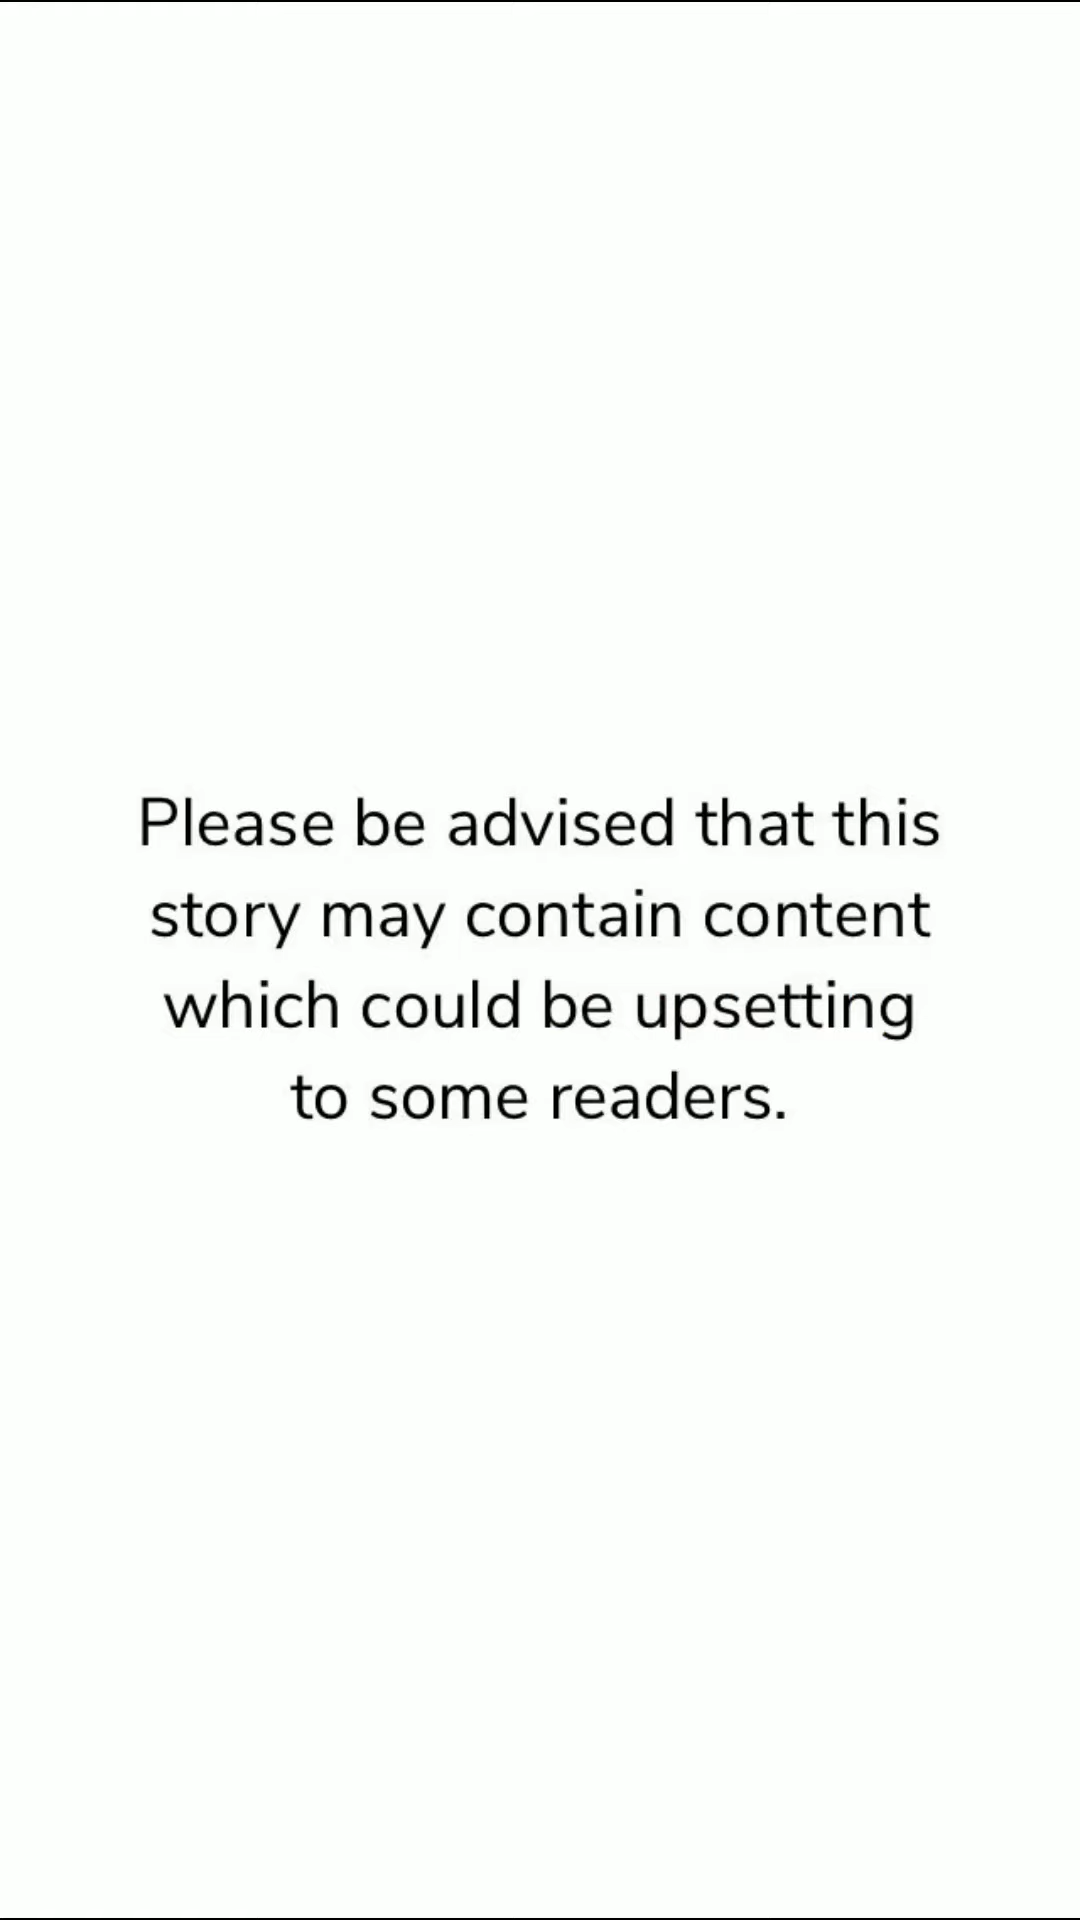 Please be advised that this
story may contain content
which could be upsetting
to some readers.